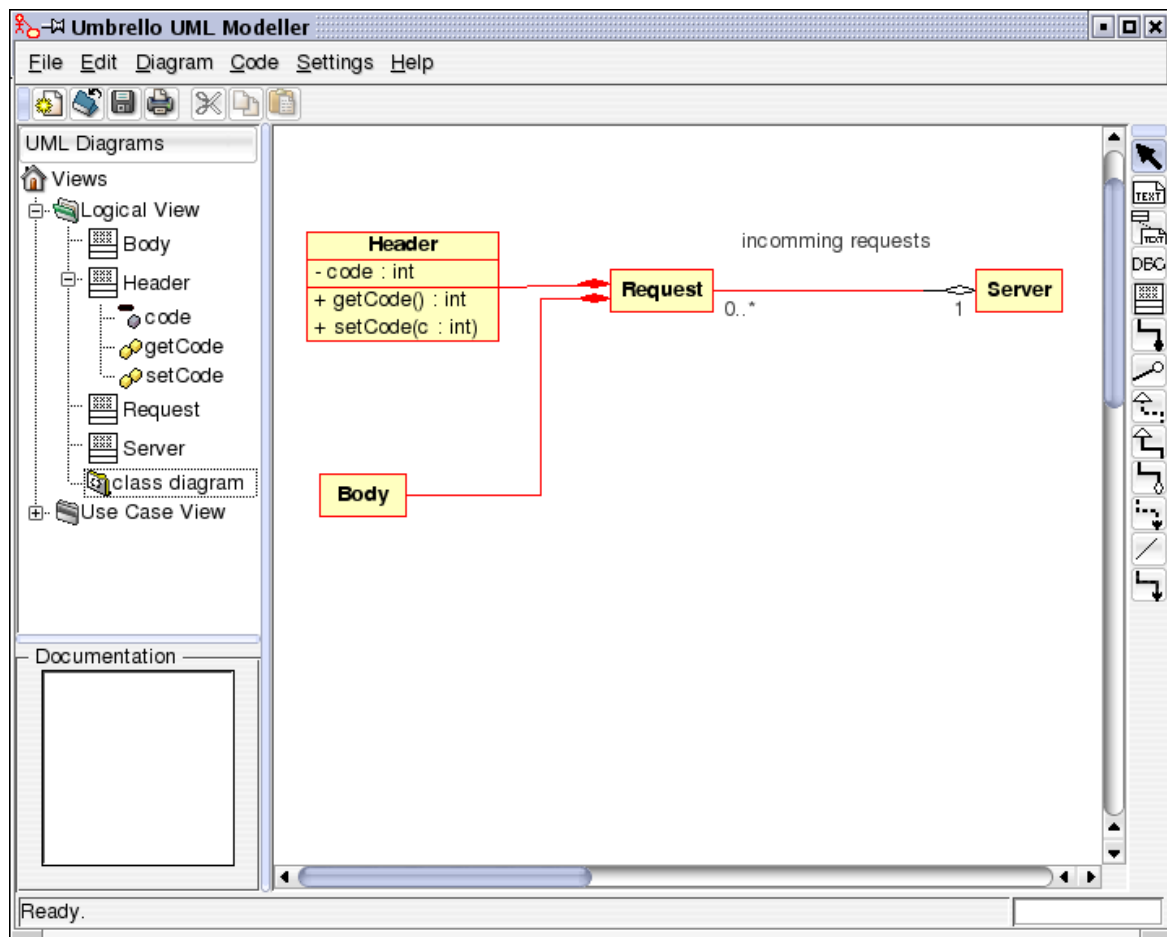 Umbrello UML Modeller
File Edit Diagram Code Settings Help
UML Diagrams
Views
Logical View
Body
Header
code
getCode
setCode
Request
Server
class diagram
Use Case View
Documentation
Header
- code : int
+ getCode() : int
+ setCode(c : int)
incomming requests
Request
0..*
1
Server
Body
TEXT
TEXT
DBC
Ready.